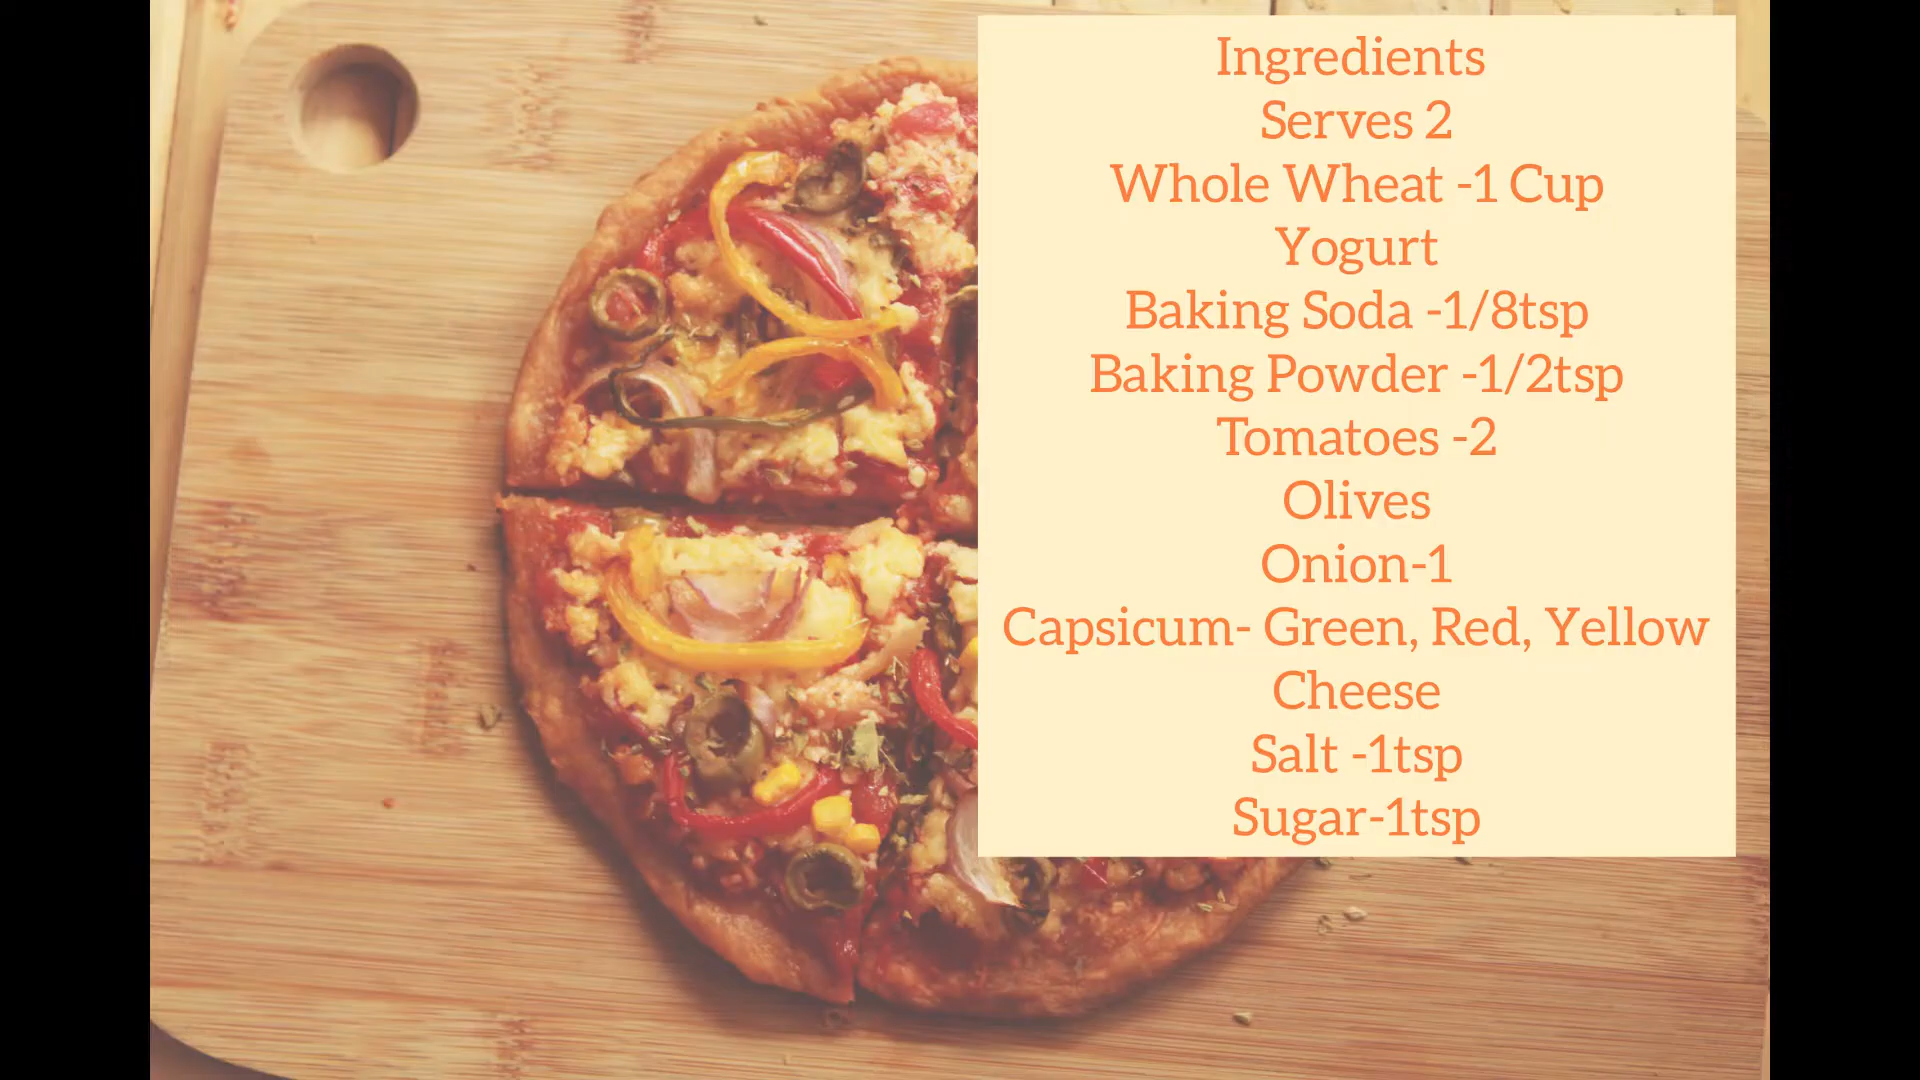 Ingredients
Serves 2
Whole Wheat -1 Cup
Yogurt
Baking Soda -1/8tsp
Baking Powder -1/2tsp
Tomatoes -2
Olives
Onion-1
Capsicum- Green, Red, Yellow
Cheese
Salt -1tsp
Sugar-1tsp